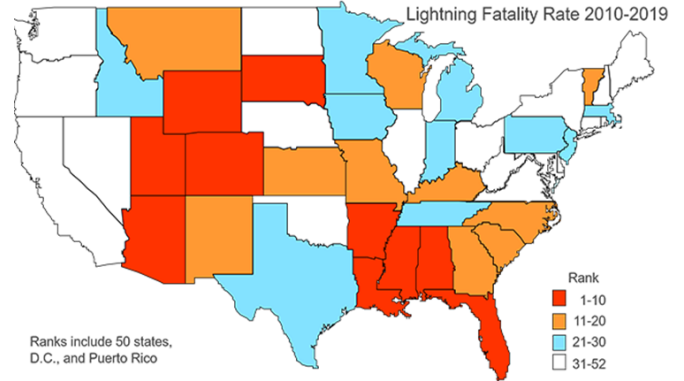 Lightning Fatality Rate 2010-2019
Rank
1-10
11-20
21-30
31-52
Ranks include 50 states,
D.C., and Puerto Rico